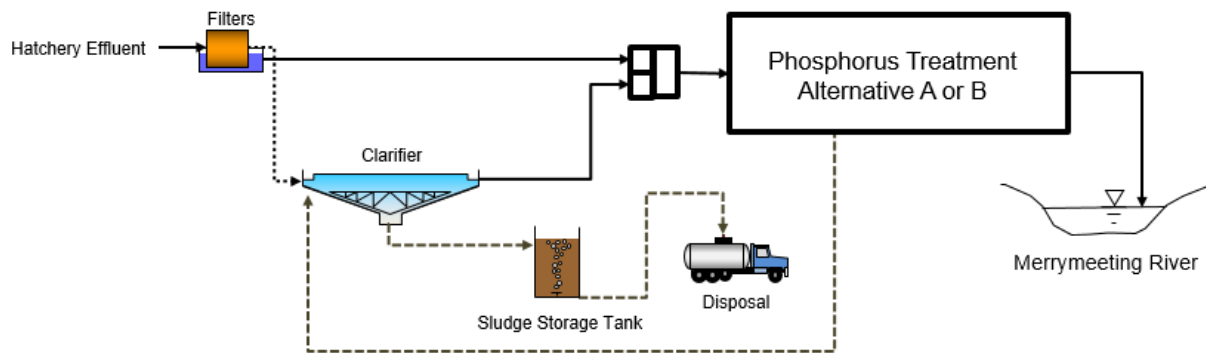 Filters
Hatchery Effluent
Phosphorus Treatment
Alternative A or B
Clarifier
Merrymeeting River
Disposal
Sludge Storage Tank